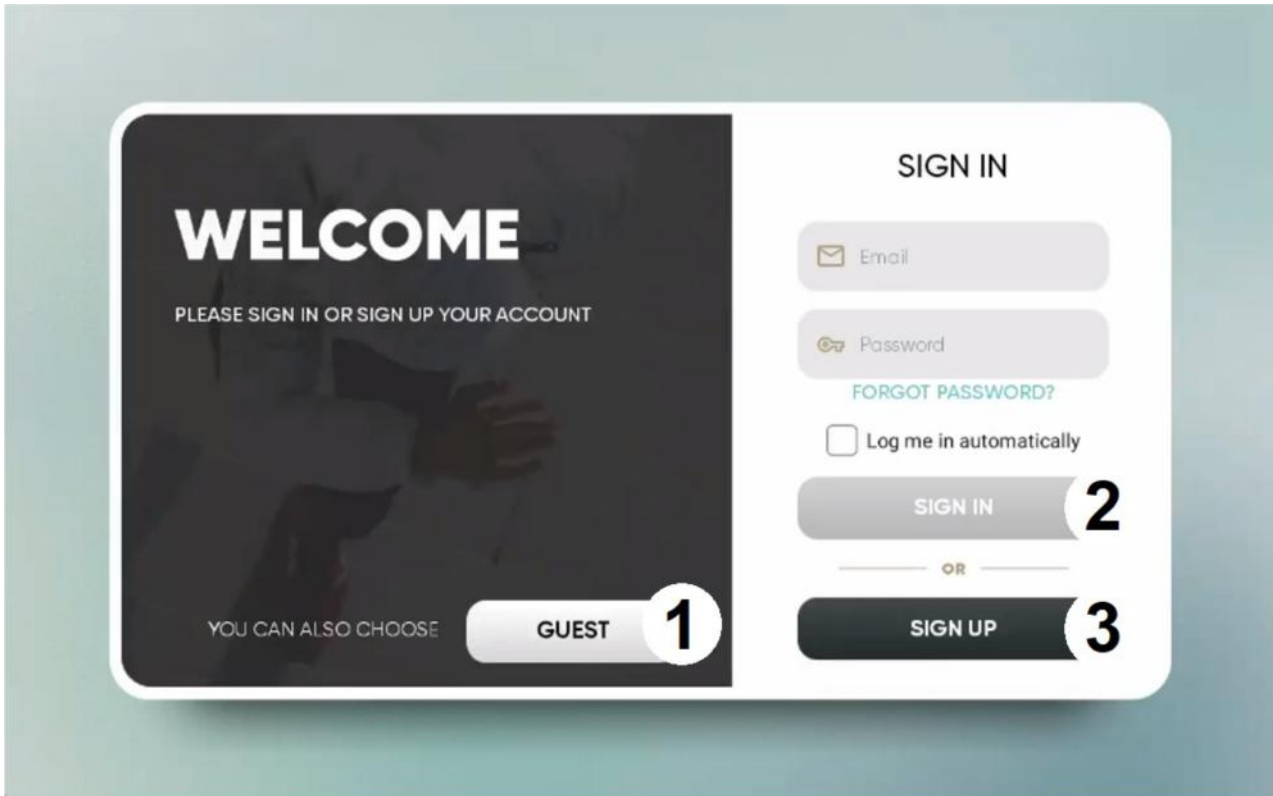 WELCOME
PLEASE SIGN IN OR SIGN UP YOUR ACCOUNT
YOU CAN ALSO CHOOSE
GUEST
1
SIGN IN
Email
Password
FORGOT PASSWORD?
Log me in automatically
SIGN IN
2
OR
SIGN UP
3